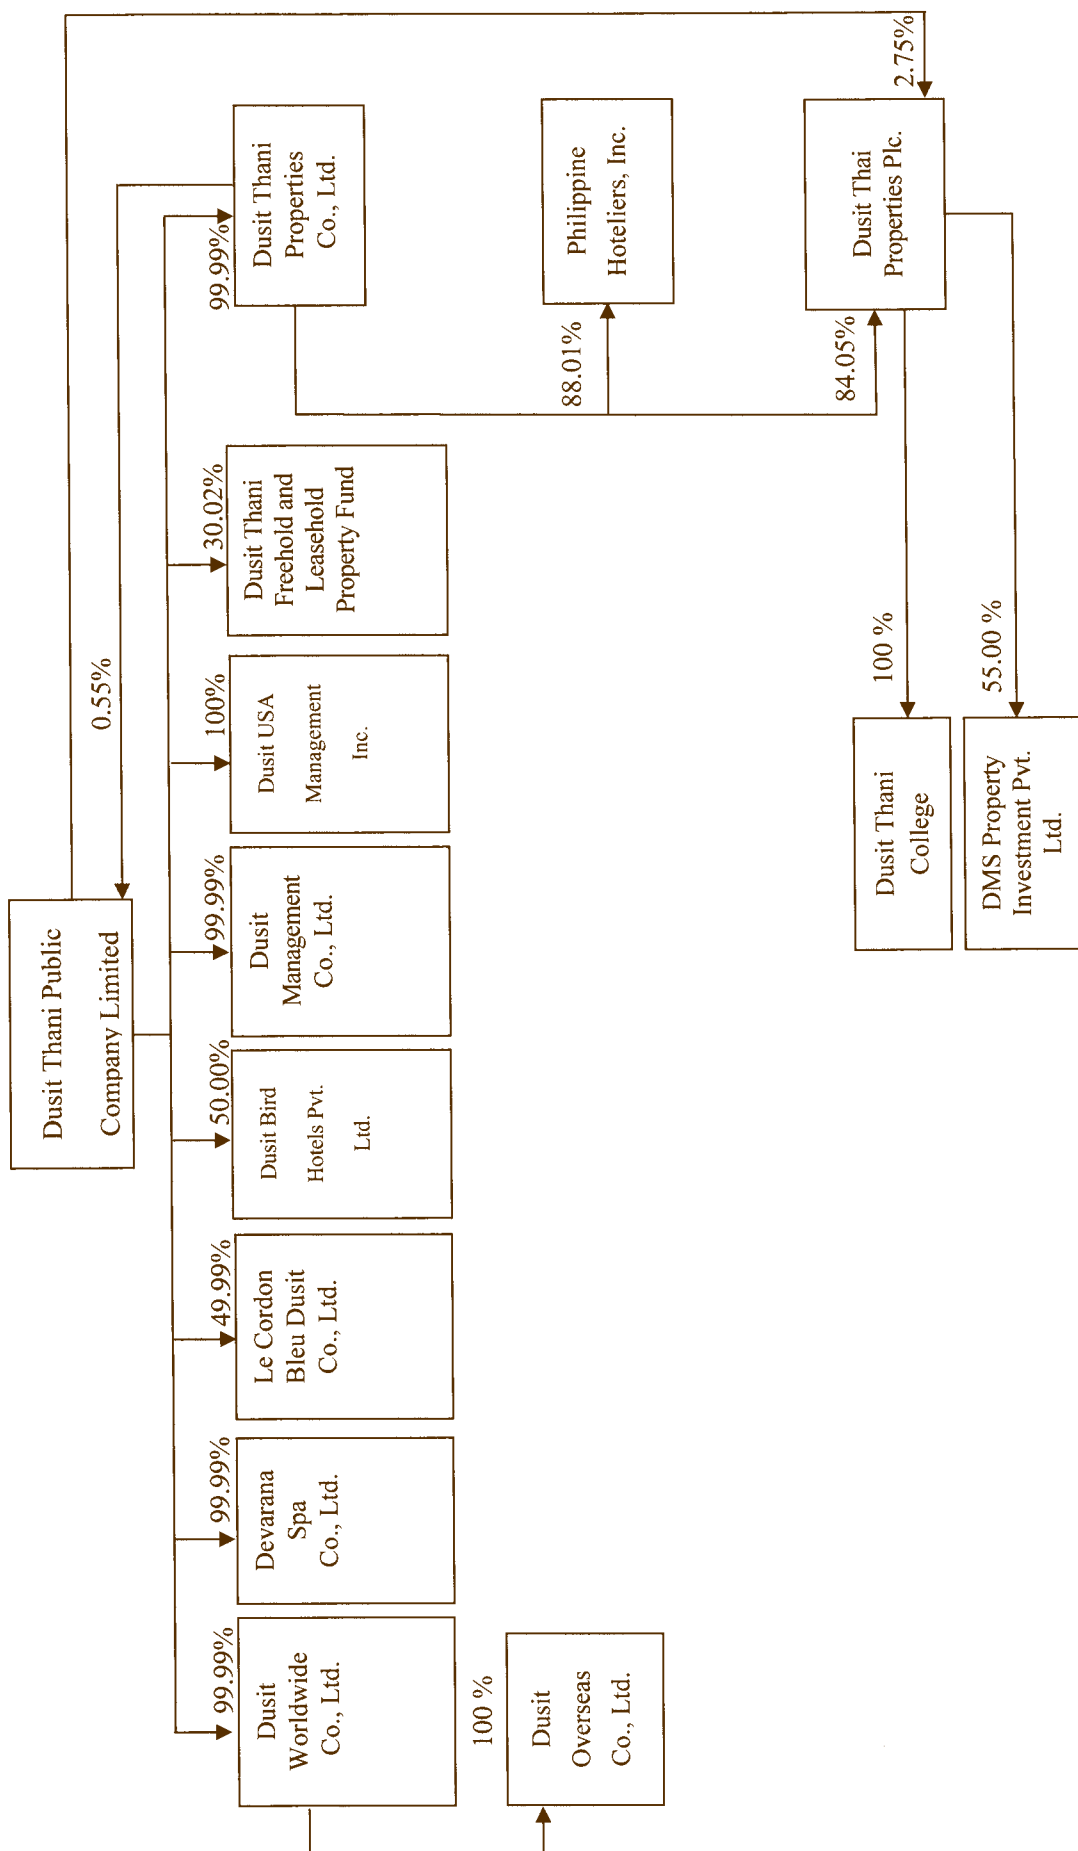 Dusit Thani Public
Company Limited
0.55%
2.75%
99.99%
Dusit
Worldwide
Co., Ltd.
99.99%
Devarana
Spa
Co., Ltd.
49.99%
Le Cordon
Bleu Dusit
Co., Ltd.
50.00%
Dusit Bird
Hotels Pvt.
Ltd.
99.99%
Dusit
Management
Co., Ltd.
100%
Dusit USA
Management
Inc.
30.02%
Dusit Thani
Freehold and
Leasehold
Property Fund
99.99%
Dusit Thani
Properties
Co., Ltd.
100 %
Dusit
Overseas
Co., Ltd.
88.01%
Philippine
Hoteliers, Inc.
84.05%
Dusit Thai
Properties Plc.
100 %
Dusit Thani
College
55.00 %
DMS Property
Investment Pvt.
Ltd.